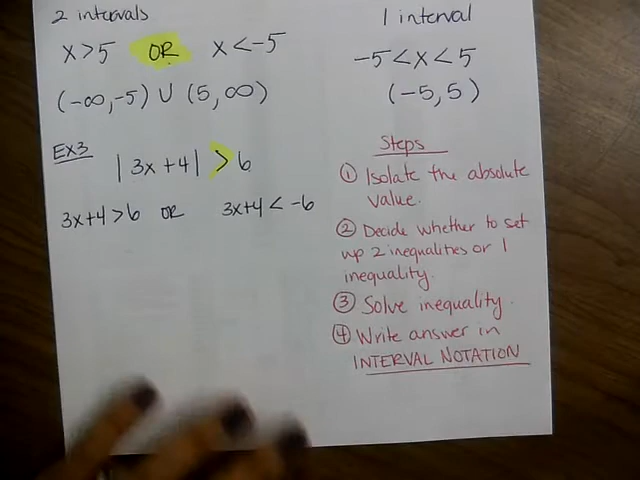 2 intervals
x > 5 OR x < -5
(-∞, -5) ∪ (5, ∞)
1 interval
-5 < x < 5
(-5, 5)
EX3
|3x + 4| > 6
3x+4 > 6 OR 3x+4 < -6
Steps
① Isolate the absolute
value.
② Decide whether to set
up 2 inequalities or 1
inequality.
③ Solve inequality.
④ Write answer in
INTERVAL NOTATION